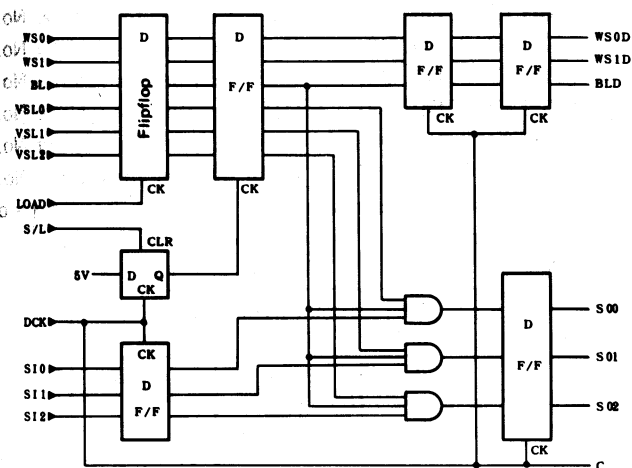 WS0
WS1
BL
VSL0
VSL1
VSL2
LOAD
S/L
5V
DCK
SI0
SI1
SI2
D
Flipflop
CK
D
F/F
CK
CLR
D Q
CK
CK
D
F/F
D
F/F
CK
D
F/F
CK
WS0D
WS1D
BLD
D
F/F
CK
S00
S01
S02
C